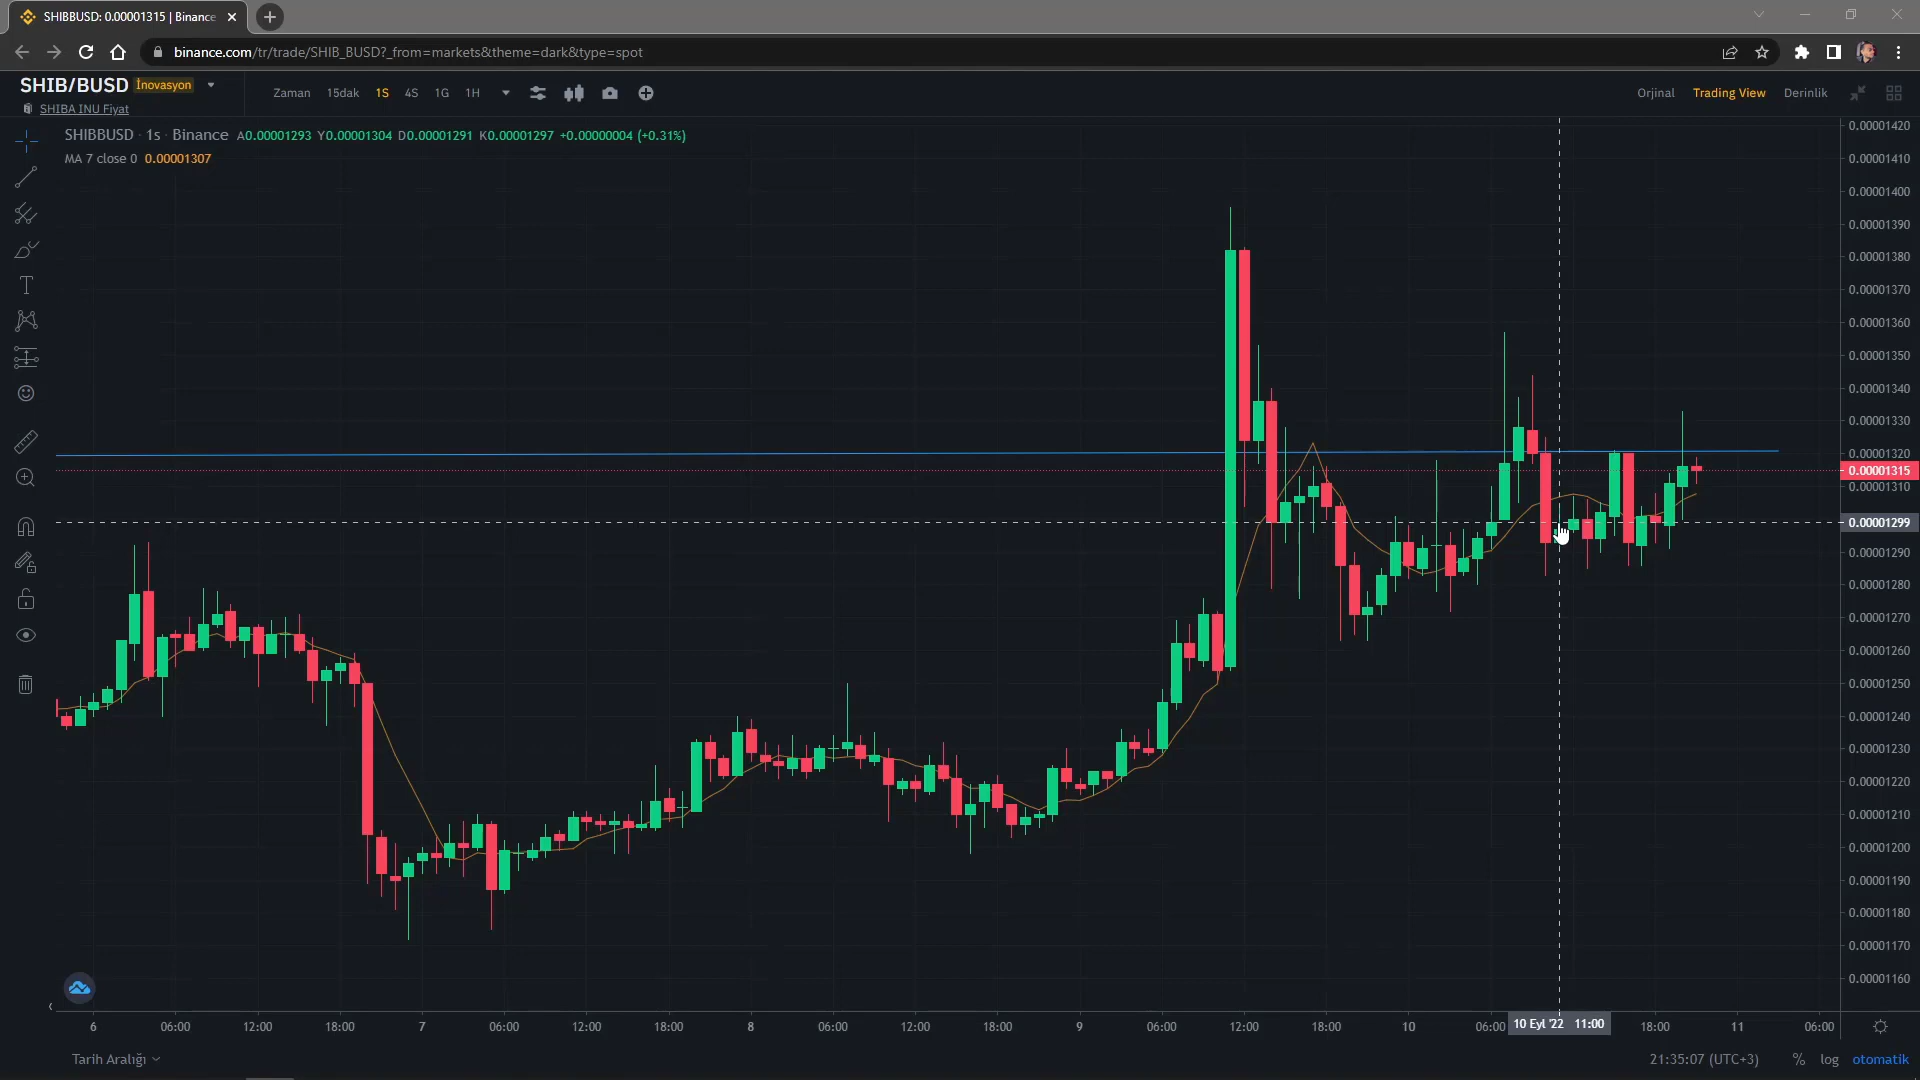 SHIBBUSD: 0.00001315 | Binance
binance.com/tr/trade/SHIB_BUSD?_from=markets&theme=dark&type=spot
SHIB/BUSD İnovasyon
SHIBA INU Fiyat
Zaman 15dak 1S 4S 1G 1H
Orjinal Trading View Derinlik
SHIBBUSD · 1s · Binance A0.00001293 Y0.00001304 D0.00001291 K0.00001297 +0.00000004 (+0.31%)
MA 7 close 0 0.00001307
0.00001420
0.00001410
0.00001400
0.00001390
0.00001380
0.00001370
0.00001360
0.00001350
0.00001340
0.00001330
0.00001320
0.00001315
0.00001310
0.00001299
0.00001290
0.00001280
0.00001270
0.00001260
0.00001250
0.00001240
0.00001230
0.00001220
0.00001210
0.00001200
0.00001190
0.00001180
0.00001170
0.00001160
6 06:00 12:00 18:00 7 06:00 12:00 18:00 8 06:00 12:00 18:00 9 06:00 12:00 18:00 10 06:00 10 Eyl '22 11:00 18:00 11 06:00
Tarih Aralığı 21:35:07 (UTC+3) % log otomatik